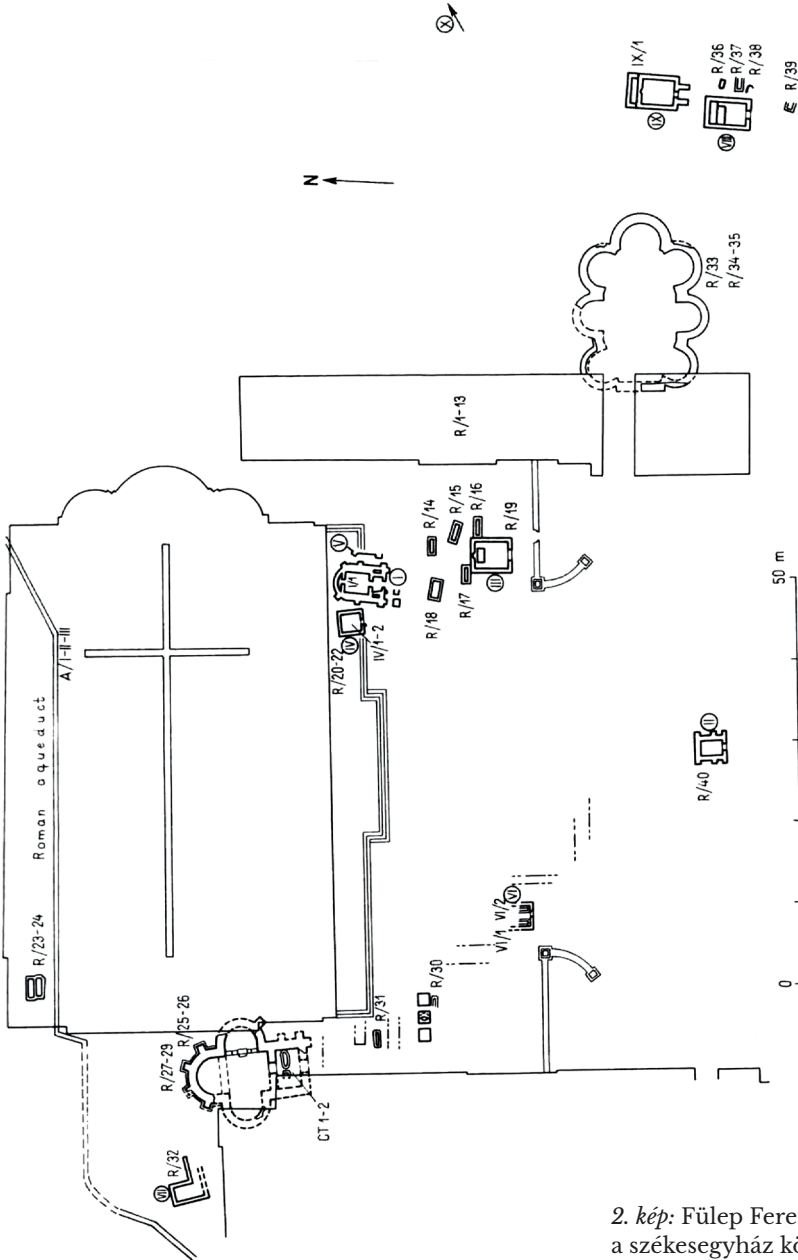 X
IX/1
R/36
R/37
R/38
R/39
IX
VIII
N
R/33
R/34-35
R/1-13
R/14
R/15
R/16
R/19
R/17
R/18
III
V
I/1
I
IV
IV/1-2
R/20-22
A/I-II-III
Roman aqueduct
R/23-24
R/25-26
R/27-29
CT 1-2
R/31
R/30
R/32
VII
VI/1 VI/2
VI
II
R/40
0
50 m
2. kép: Fülep Fere
a székesegyház kö